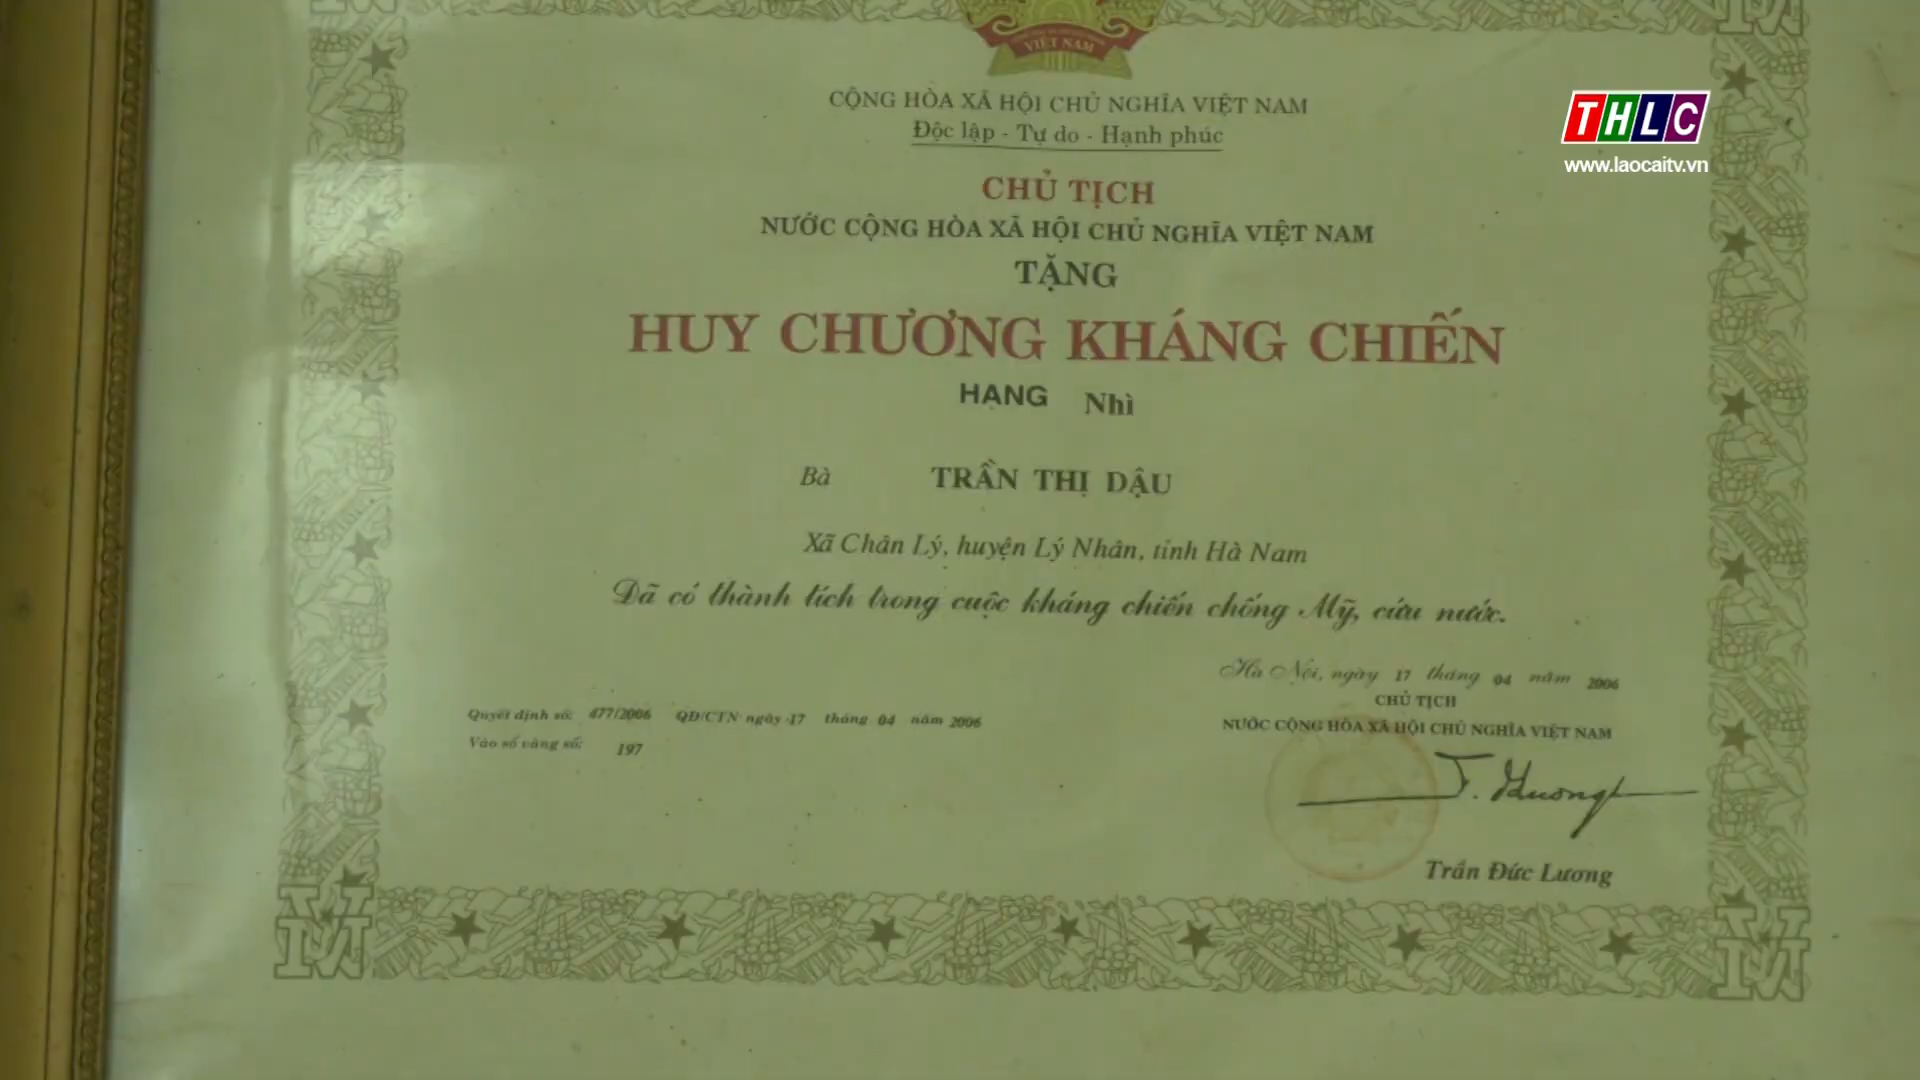 VIỆT NAM
CỘNG HÒA XÃ HỘI CHỦ NGHĨA VIỆT NAM
Độc lập - Tự do - Hạnh phúc
THLC
www.laocaitv.vn
CHỦ TỊCH
NƯỚC CỘNG HÒA XÃ HỘI CHỦ NGHĨA VIỆT NAM
TẶNG
HUY CHƯƠNG KHÁNG CHIẾN
HẠNG Nhì
Bà TRẦN THỊ DẬU
Xã Chân Lý, huyện Lý Nhân, tỉnh Hà Nam
Đã có thành tích trong cuộc kháng chiến chống Mỹ, cứu nước.
Hà Nội, ngày 17 tháng 04 năm 2006
CHỦ TỊCH
NƯỚC CỘNG HÒA XÃ HỘI CHỦ NGHĨA VIỆT NAM
Quyết định số: 477/2006 QĐ/CTN ngày 17 tháng 04 năm 2006
Vào sổ vàng số: 197
Trần Đức Lương